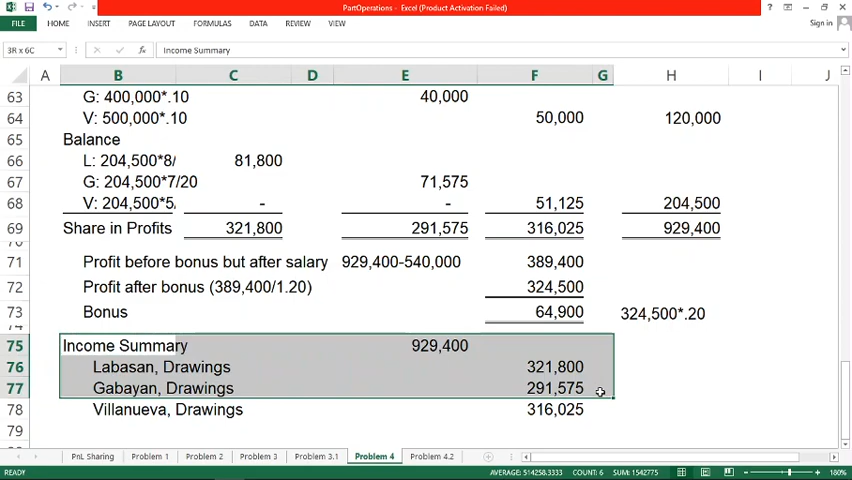 PartOperations - Excel (Product Activation Failed)
FILE HOME INSERT PAGE LAYOUT FORMULAS DATA REVIEW VIEW Sign in
3R x 6C fx Income Summary
A B C D E F G H I J
63 G: 400,000*.10 40,000
64 V: 500,000*.10 50,000 120,000
65 Balance
66 L: 204,500*8/ 81,800
67 G: 204,500*7/20 71,575
68 V: 204,500*5/ - - 51,125 204,500
69 Share in Profits 321,800 291,575 316,025 929,400
71 Profit before bonus but after salary 929,400-540,000 389,400
72 Profit after bonus (389,400/1.20) 324,500
73 Bonus 64,900 324,500*.20
75 Income Summary 929,400
76 Labasan, Drawings 321,800
77 Gabayan, Drawings 291,575
78 Villanueva, Drawings 316,025
79
PnL Sharing Problem 1 Problem 2 Problem 3 Problem 3.1 Problem 4 Problem 4.2
READY AVERAGE: 514258.3333 COUNT: 6 SUM: 1542775 180%